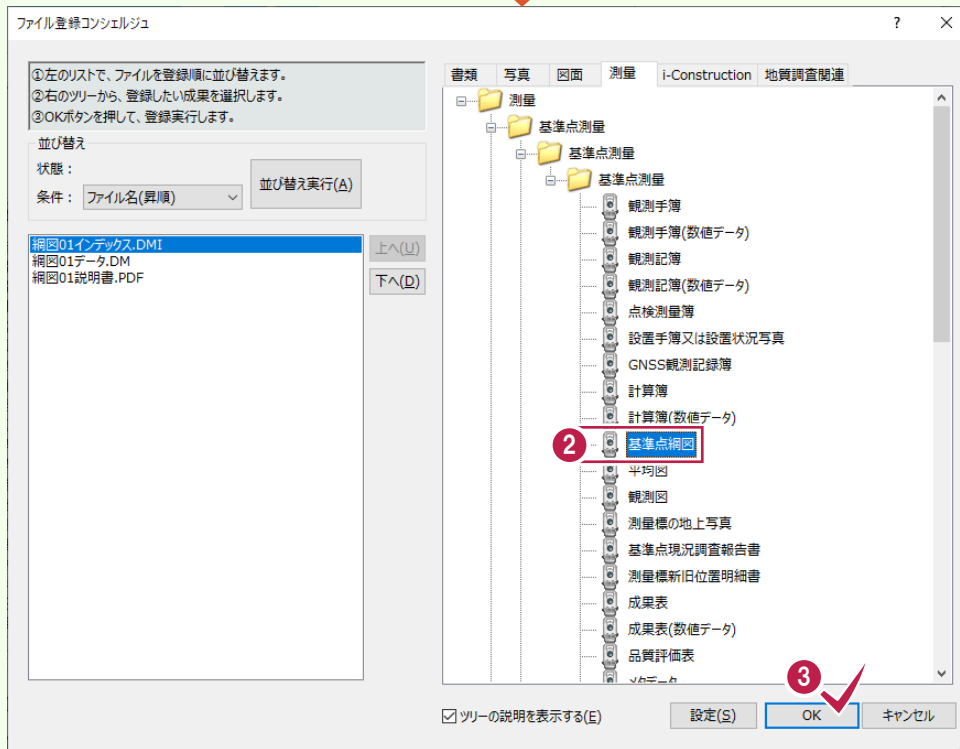 ファイル登録コンシェルジュ
?
①左のリストで、ファイルを登録順に並び替えます。
②右のツリーから、登録したい成果を選択します。
③OKボタンを押して、登録実行します。
並び替え
状態：
条件：
ファイル名(昇順)
並び替え実行(A)
網図01インデックス.DMI
網図01データ.DM
網図01説明書.PDF
上へ(U)
下へ(D)
書類 写真 図面 測量 i-Construction 地質調査関連
測量
基準点測量
基準点測量
基準点測量
観測手簿
観測手簿(数値データ)
観測記簿
観測記簿(数値データ)
点検測量簿
設置手簿又は設置状況写真
GNSS観測記録簿
計算簿
計算簿(数値データ)
2
基準点網図
平均図
観測図
測量標の地上写真
基準点現況調査報告書
測量標新旧位置明細書
成果表
成果表(数値データ)
品質評価表
メタデータ
3
ツリーの説明を表示する(E)
設定(S)
OK
キャンセル